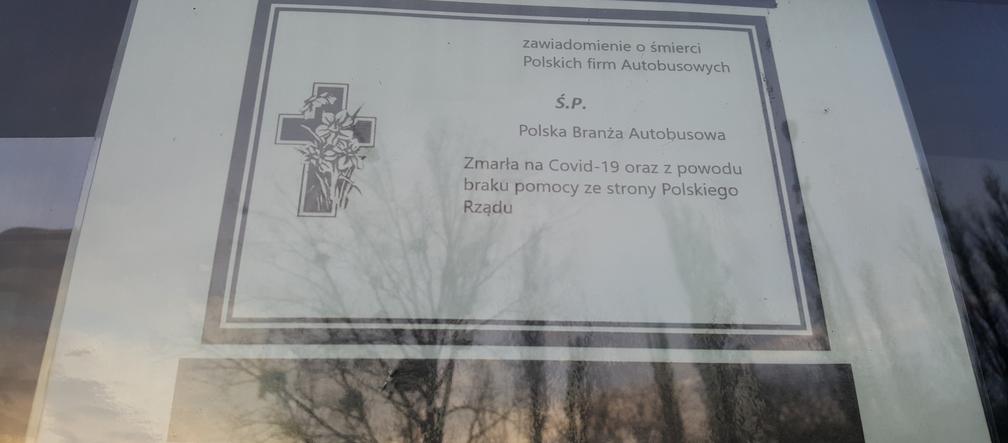 zawiadomienie o śmierci
Polskich firm Autobusowych
Ś.P.
Polska Branża Autobusowa
Zmarła na Covid-19 oraz z powodu
braku pomocy ze strony Polskiego
Rządu